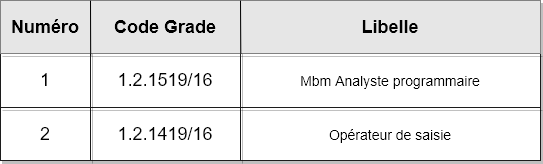 Numéro Code Grade Libelle
1 1.2.1519/16 Mbm Analyste programmaire
2 1.2.1419/16 Opérateur de saisie